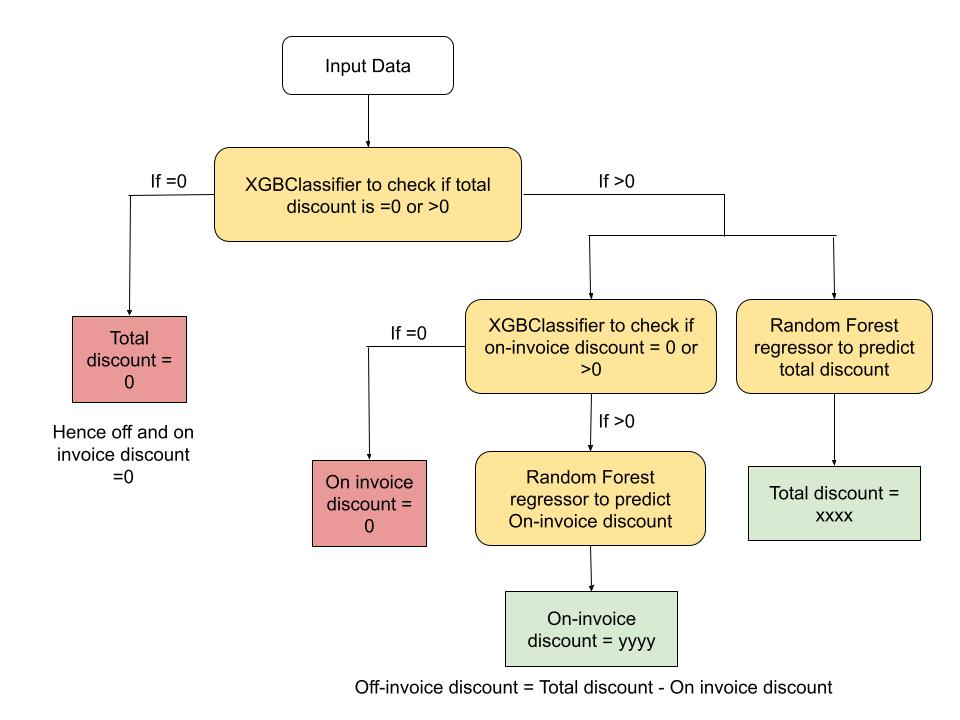 Input Data
If =0
XGBClassifier to check if total
discount is =0 or >0
If >0
Total
discount =
0
Hence off and on
invoice discount
=0
If =0
XGBClassifier to check if
on-invoice discount = 0 or
>0
Random Forest
regressor to predict
total discount
If >0
On invoice
discount =
0
Random Forest
regressor to predict
On-invoice discount
Total discount =
xxxx
On-invoice
discount = yyyy
Off-invoice discount = Total discount - On invoice discount